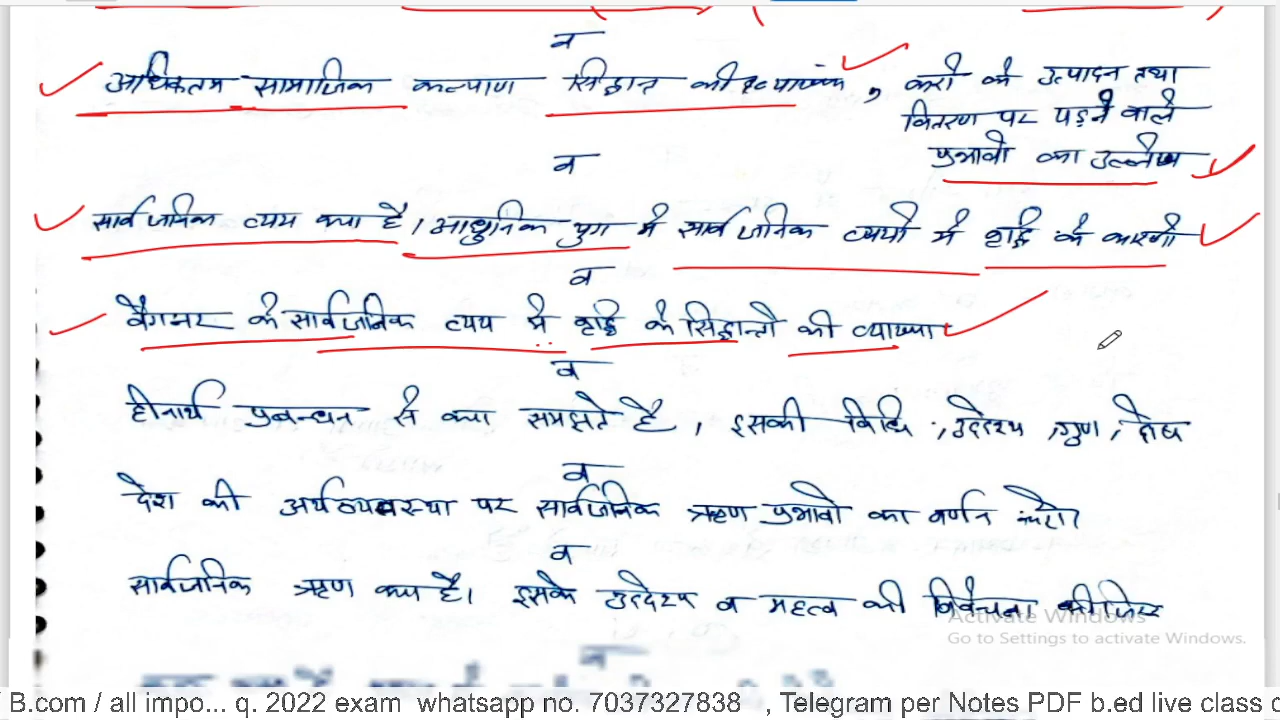 व
अधिकतम सामाजिक कल्याण सिद्धान्त की व्याख्या, करों के उत्पादन तथा
वितरण पर पड़ने वाले
प्रभावों का उल्लेख
व
सार्वजनिक व्यय क्या है। आधुनिक युग में सार्वजनिक व्ययों में वृद्धि के कारणों
व
वैगनर के सार्वजनिक व्यय में वृद्धि के सिद्धान्तों की व्याख्या
व
हीनार्थ प्रबन्धन से क्या समझते हैं, इसकी विधि, उद्देश्य, गुण, दोष
व
देश की अर्थव्यवस्था पर सार्वजनिक ऋण प्रभावों का वर्णन करो।
व
सार्वजनिक ऋण क्या है। इसके उद्देश्य व महत्व की विवेचना कीजिए
Activate Windows
Go to Settings to activate Windows.
व
B.com / all impo... q. 2022 exam whatsapp no. 7037327838 , Telegram per Notes PDF b.ed live class